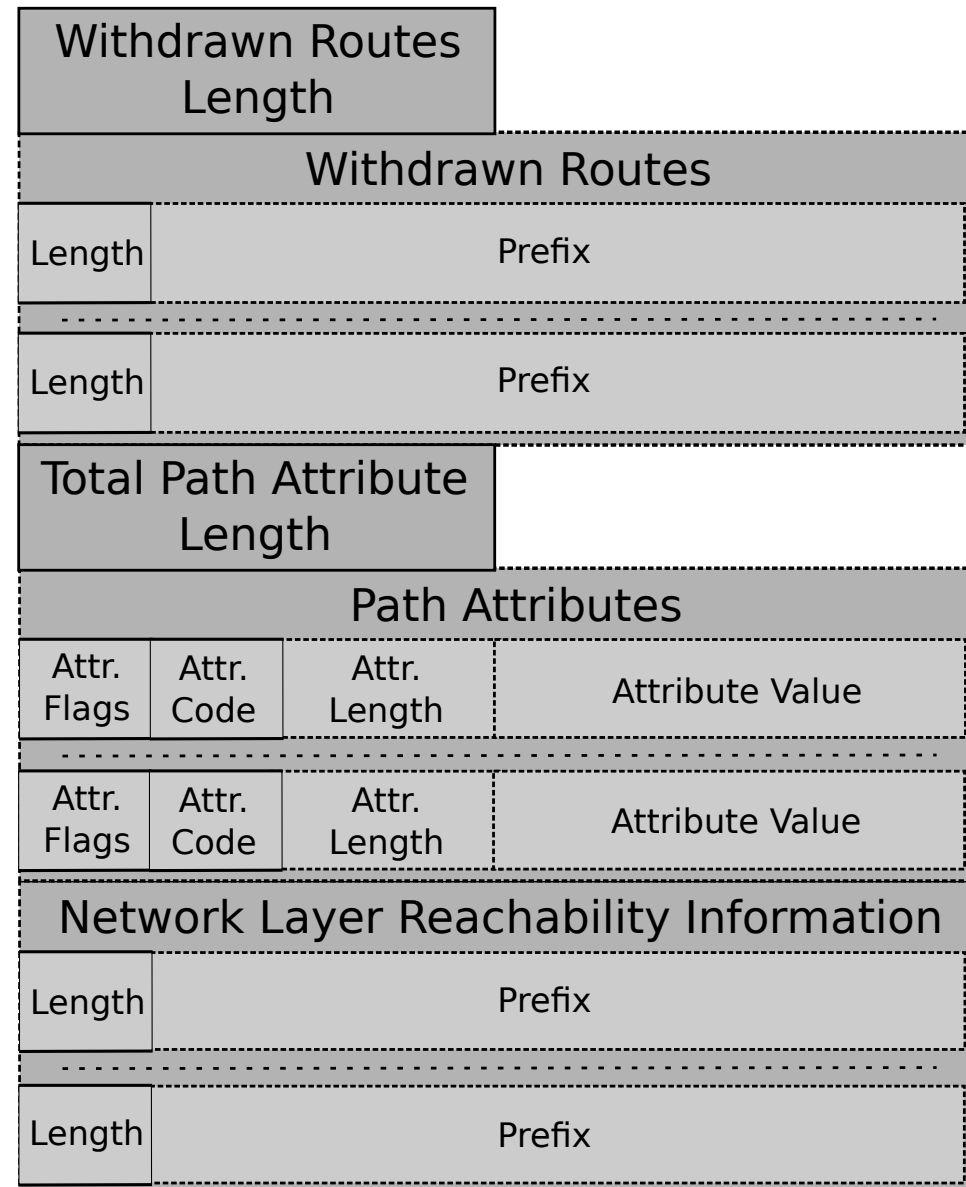 Withdrawn Routes
Length
Withdrawn Routes
Length Prefix
Length Prefix
Total Path Attribute
Length
Path Attributes
Attr. Attr. Attr.
Flags Code Length Attribute Value
Attr. Attr. Attr.
Flags Code Length Attribute Value
Network Layer Reachability Information
Length Prefix
Length Prefix